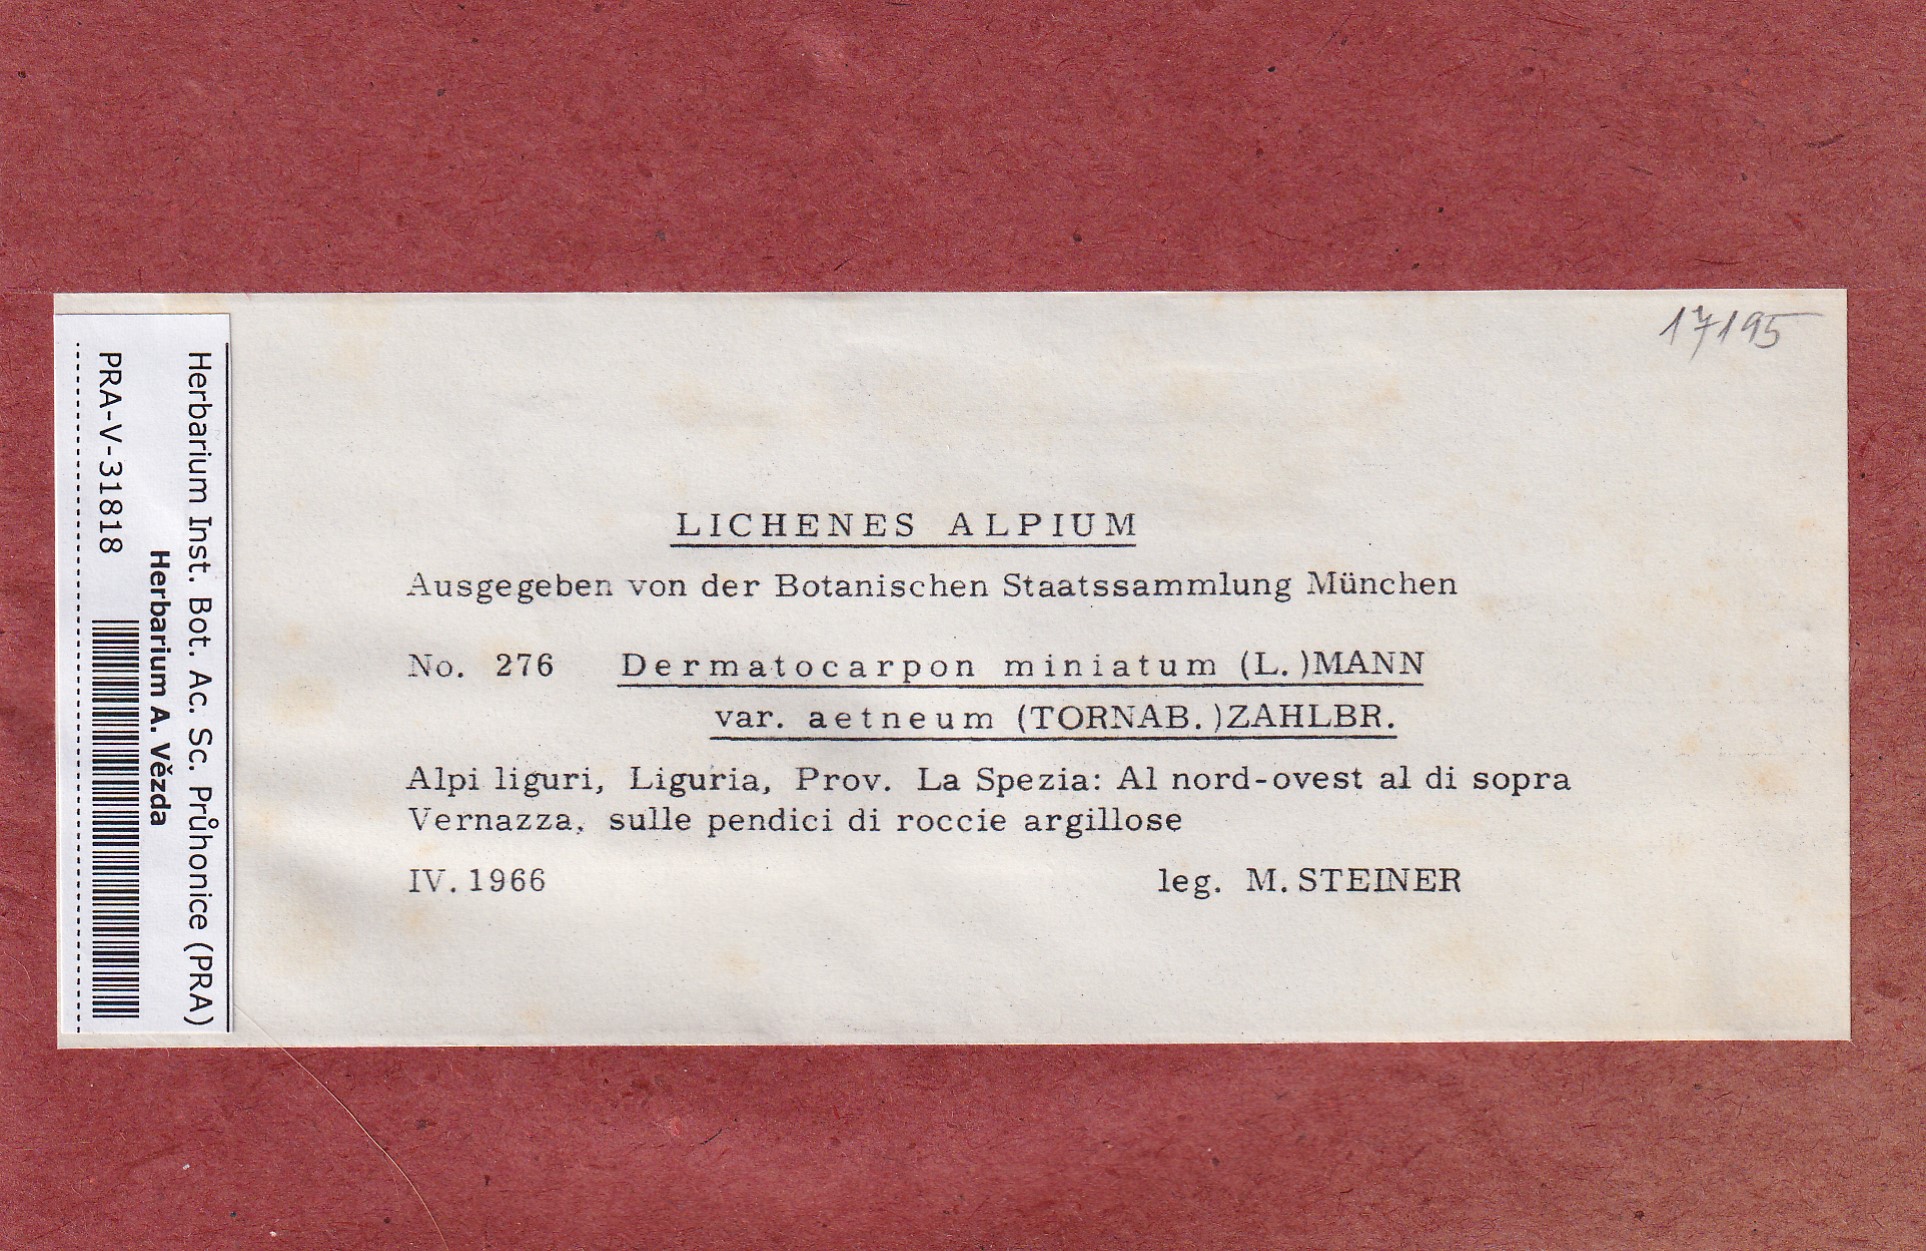 17195
Herbarium Inst. Bot. Ac. Sc. Průhonice (PRA)
Herbarium A. Vězda
PRA-V-31818
LICHENES ALPIUM
Ausgegeben von der Botanischen Staatssammlung München
No. 276 Dermatocarpon miniatum (L.)MANN
var. aetneum (TORNAB.)ZAHLBR.
Alpi liguri, Liguria, Prov. La Spezia: Al nord-ovest al di sopra
Vernazza, sulle pendici di roccie argillose
IV. 1966 leg. M. STEINER